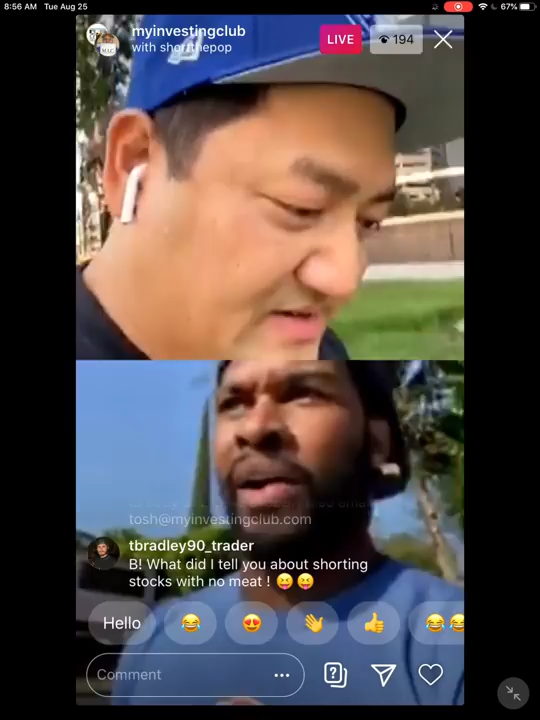 8:56 AM Tue Aug 25
67%
myinvestingclub
with shortthepop
LIVE
194
tosh@myinvestingclub.com
tbradley90_trader
B! What did I tell you about shorting
stocks with no meat ! 😝 😝
Hello 😂 😍 👋 👍 😂 😂
Comment